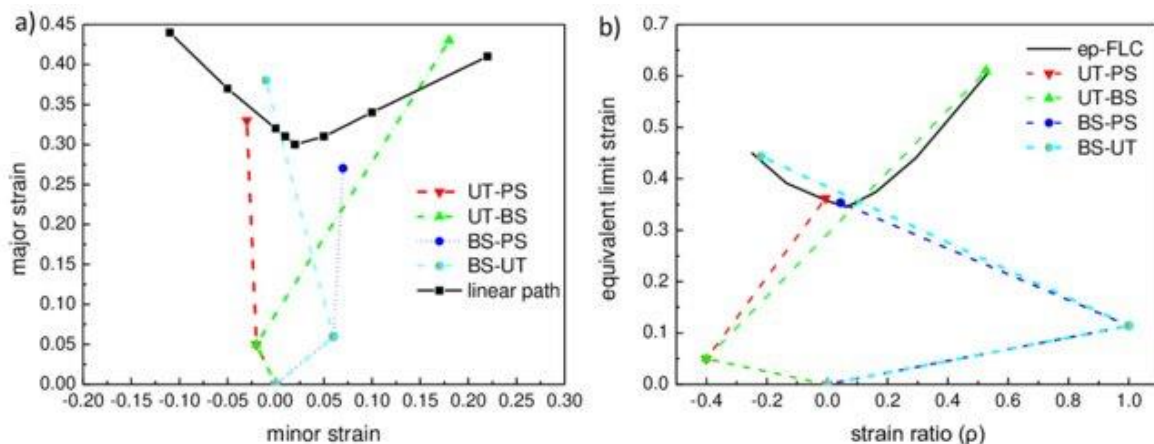 a)
0.45
0.40
0.35
0.30
0.25
0.20
0.15
0.10
0.05
0.00
major strain
UT-PS
UT-BS
BS-PS
BS-UT
linear path
-0.20 -0.15 -0.10 -0.05 0.00 0.05 0.10 0.15 0.20 0.25 0.30
minor strain
b)
0.7
0.6
0.5
0.4
0.3
0.2
0.1
0.0
equivalent limit strain
ep-FLC
UT-PS
UT-BS
BS-PS
BS-UT
-0.4 -0.2 0.0 0.2 0.4 0.6 0.8 1.0
strain ratio (ρ)